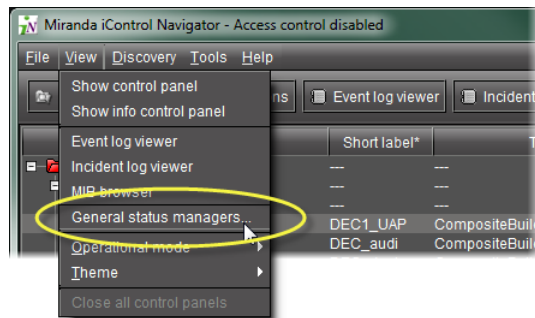 Miranda iControl Navigator - Access control disabled
File View Discovery Tools Help
Show control panel
ns Event log viewer Incident
Show info control panel
Event log viewer
Short label*
Incident log viewer
--- ---
MIB browser
--- ---
General status managers...
DEC1_UAP CompositeBuil
Operational mode
DEC_audi CompositeBuile
Theme
Close all control panels